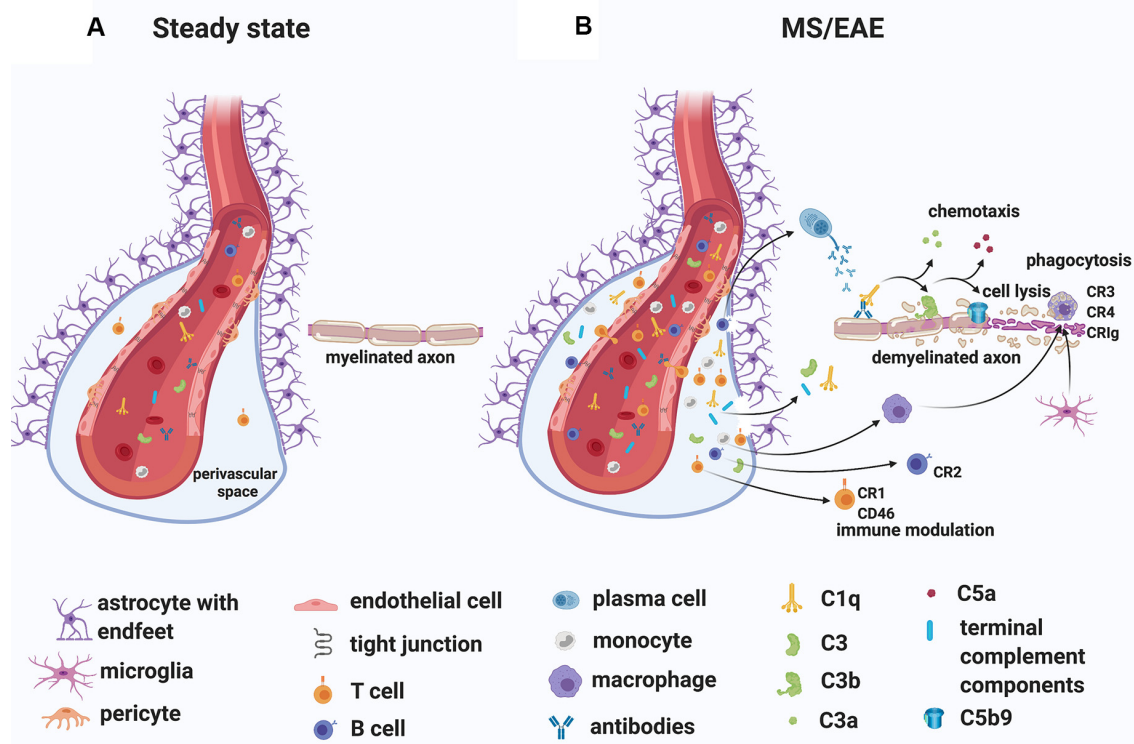 A Steady state
B MS/EAE
myelinated axon
perivascular
space
chemotaxis
phagocytosis
cell lysis
CR3
CR4
CRIg
demyelinated axon
CR2
CR1
CD46
immune modulation
astrocyte with
endfeet
microglia
pericyte
endothelial cell
tight junction
T cell
B cell
plasma cell
monocyte
macrophage
antibodies
C1q
C3
C3b
C3a
C5a
terminal
complement
components
C5b9